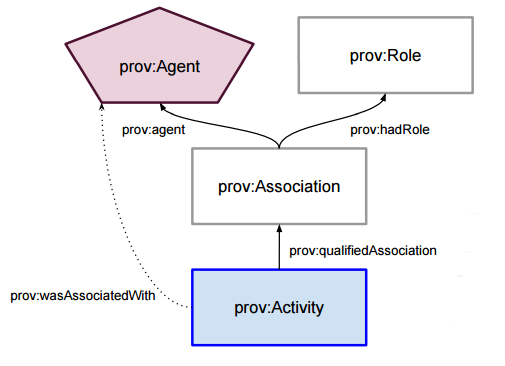 prov:Agent
prov:Role
prov:agent
prov:hadRole
prov:Association
prov:qualifiedAssociation
prov:wasAssociatedWith
prov:Activity